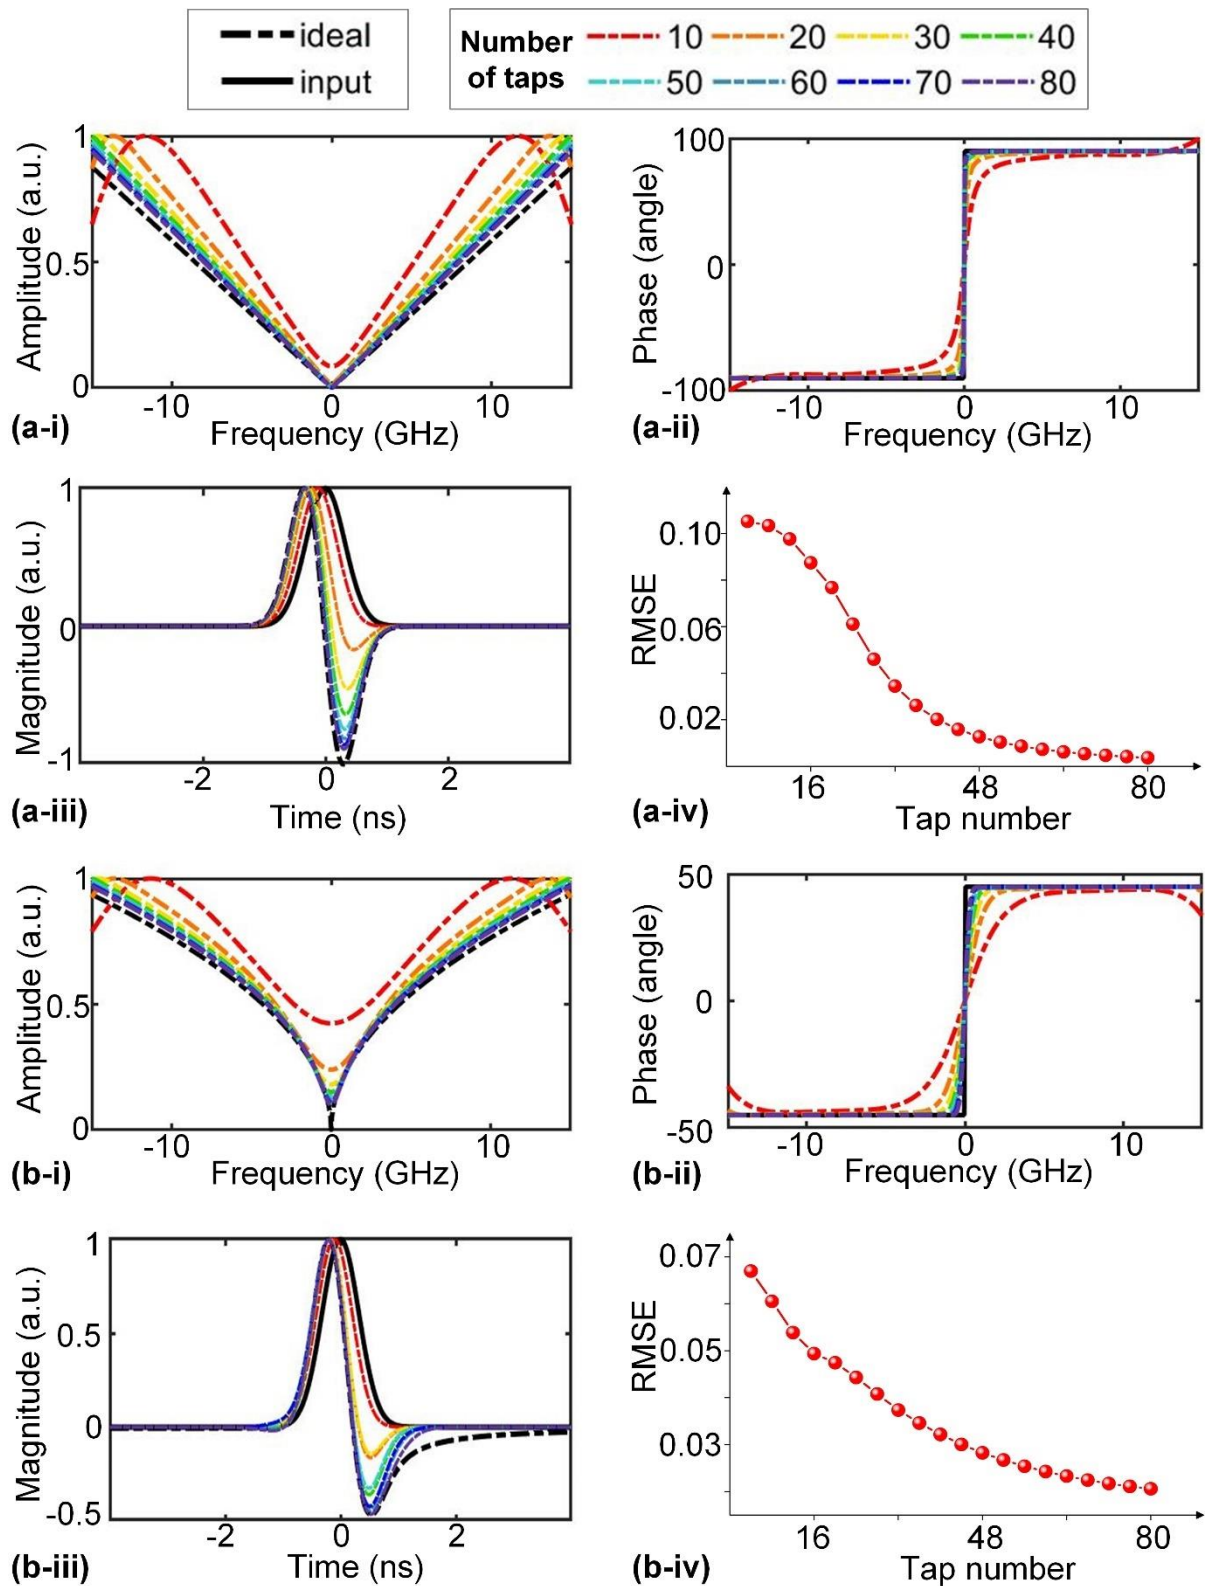 ideal
input
Number of taps
10 20 30 40
50 60 70 80
1
0.5
0
Amplitude (a.u.)
-10 0 10
Frequency (GHz)
(a-i)
100
0
-100
Phase (angle)
-10 0 10
Frequency (GHz)
(a-ii)
1
0
-1
Magnitude (a.u.)
-2 0 2
Time (ns)
(a-iii)
0.10
0.06
0.02
RMSE
16 48 80
Tap number
(a-iv)
1
0.5
0
Amplitude (a.u.)
-10 0 10
Frequency (GHz)
(b-i)
50
0
-50
Phase (angle)
-10 0 10
Frequency (GHz)
(b-ii)
1
0.5
0
-0.5
Magnitude (a.u.)
-2 0 2
Time (ns)
(b-iii)
0.07
0.05
0.03
RMSE
16 48 80
Tap number
(b-iv)